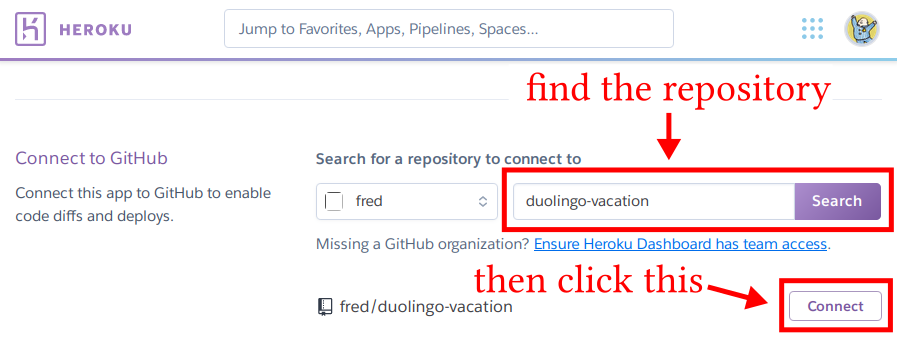 HEROKU
Jump to Favorites, Apps, Pipelines, Spaces...
find the repository
Connect to GitHub
Search for a repository to connect to
Connect this app to GitHub to enable
code diffs and deploys.
fred
duolingo-vacation
Search
Missing a GitHub organization? Ensure Heroku Dashboard has team access.
then click this
fred/duolingo-vacation
Connect